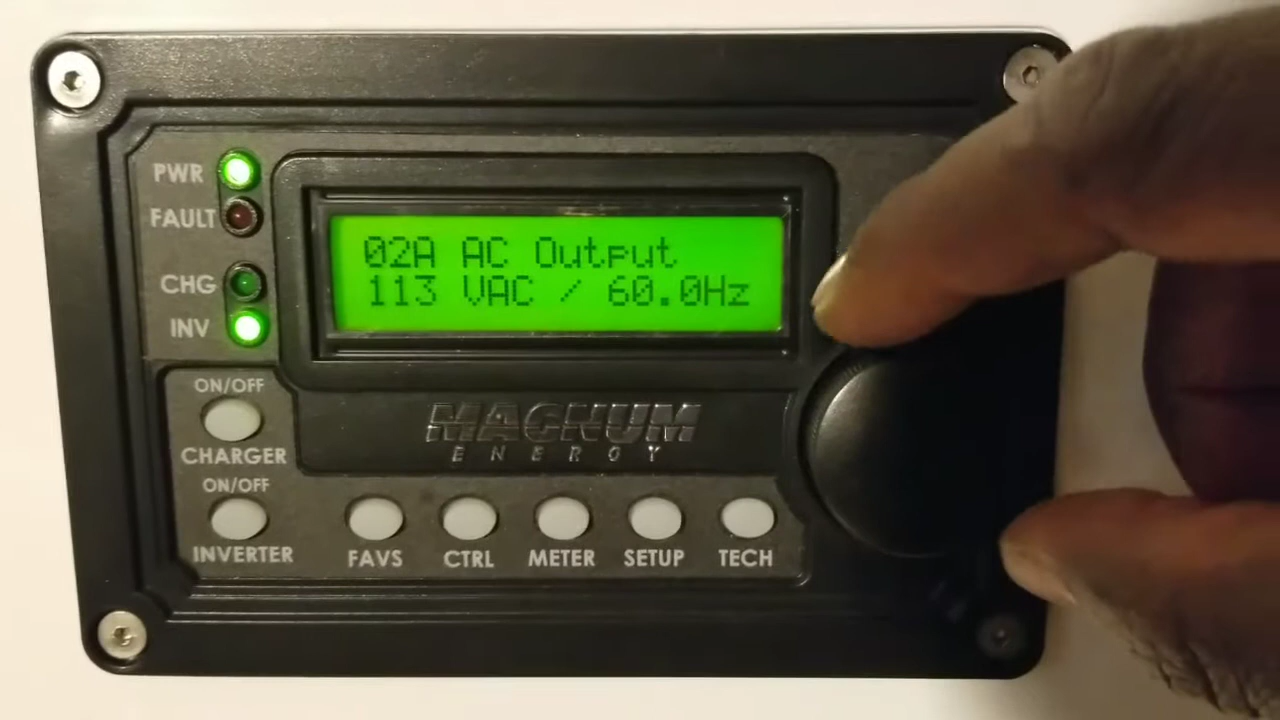 PWR
FAULT
CHG
INV
02A AC Output
113 VAC / 60.0Hz
ON/OFF
CHARGER
ON/OFF
INVERTER
MAGNUM
ENERGY
FAVS
CTRL
METER
SETUP
TECH